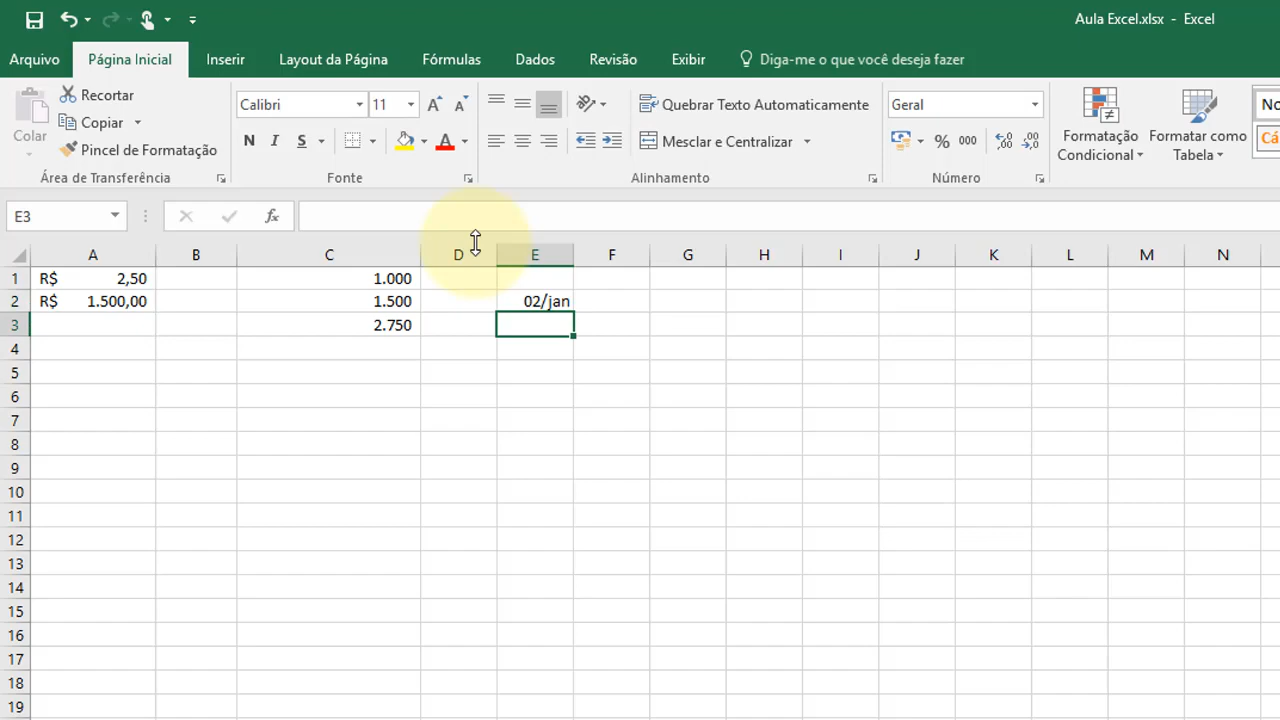 Aula Excel.xlsx - Excel
Arquivo Página Inicial Inserir Layout da Página Fórmulas Dados Revisão Exibir Diga-me o que você deseja fazer
Recortar
Copiar
Pincel de Formatação
Colar
Área de Transferência
Calibri 11
N I S A
Fonte
Quebrar Texto Automaticamente
Mesclar e Centralizar
Alinhamento
Geral
% 000 ,00 ,0
Número
Formatação Condicional
Formatar como Tabela
E3 fx
A B C D E F G H I J K L M N
1 R$ 2,50 1.000
2 R$ 1.500,00 1.500 02/jan
3 2.750
4
5
6
7
8
9
10
11
12
13
14
15
16
17
18
19